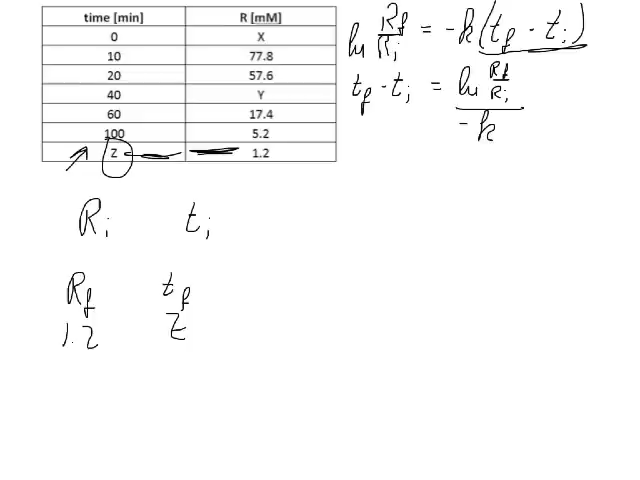 time [min] R [mM]
0 X
10 77.8
20 57.6
40 Y
60 17.4
100 5.2
Z 1.2
ln Rf/Ri = -k(tf - ti)
tf - ti = ln Rf/Ri / -k
Ri ti
Rf tf
1.2 Z